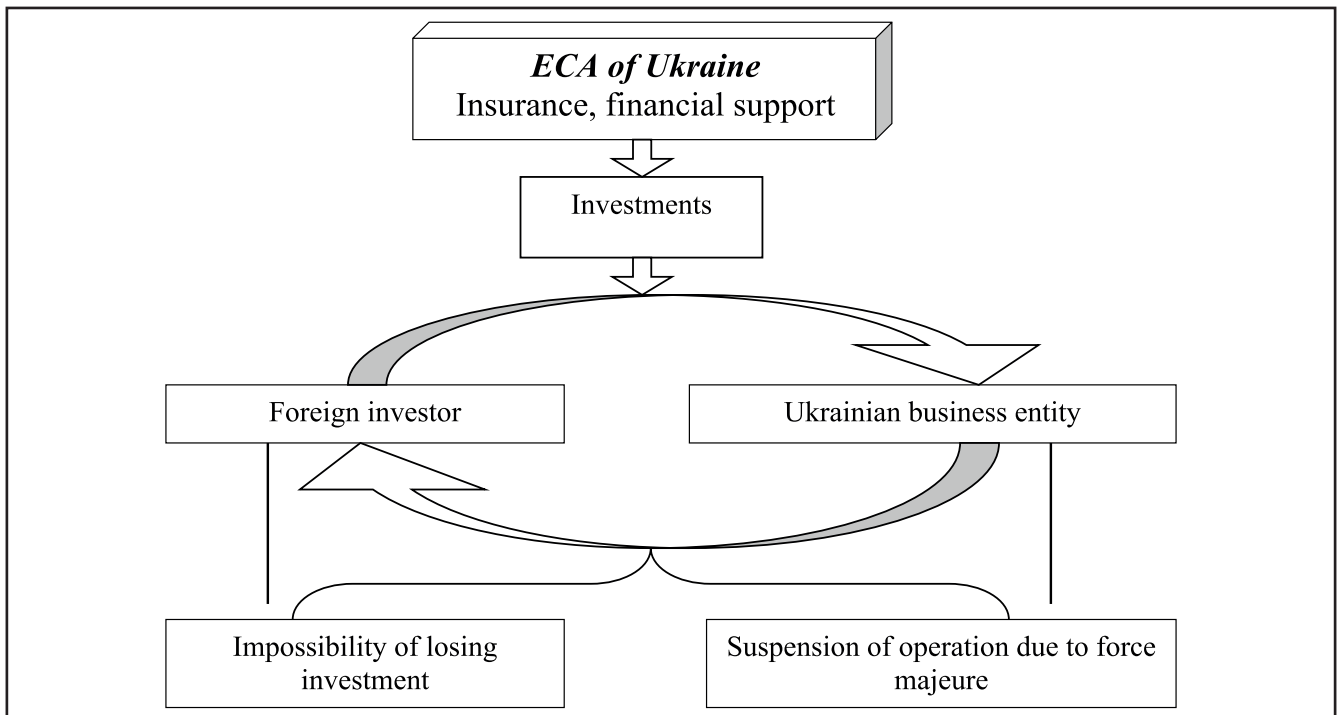 ECA of Ukraine
Insurance, financial support
Investments
Foreign investor
Ukrainian business entity
Impossibility of losing
investment
Suspension of operation due to force
majeure